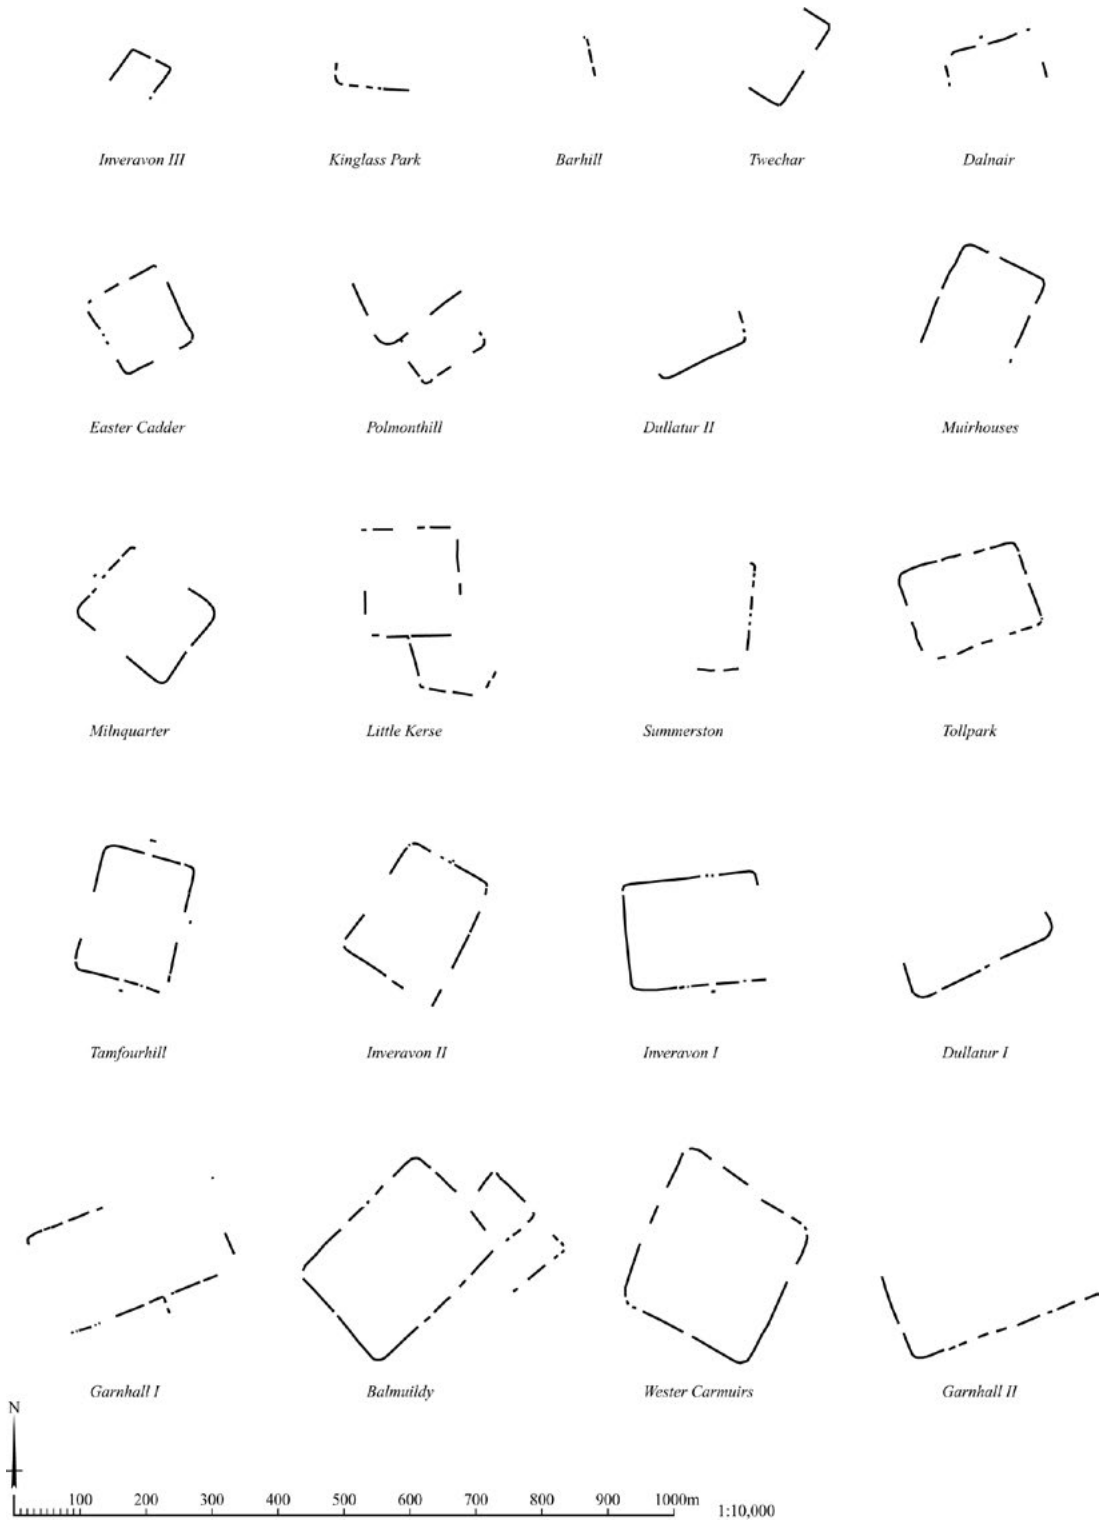 Inveravon III Kinglass Park Barhill Twechar Dalnair
Easter Cadder Polmonthill Dullatur II Muirhouses
Milnquarter Little Kerse Summerston Tollpark
Tamfourhill Inveravon II Inveravon I Dullatur I
Garnhall I Balmuildy Wester Carmuirs Garnhall II
N
100 200 300 400 500 600 700 800 900 1000m
1:10,000